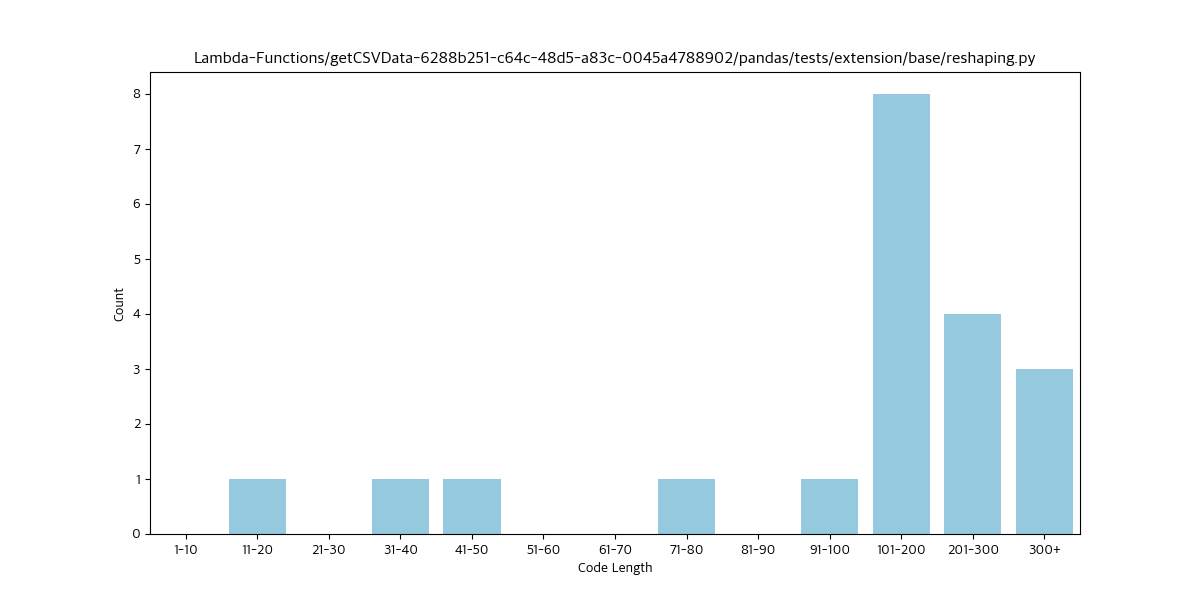 Lambda-Functions/getCSVData-6288b251-c64c-48d5-a83c-0045a4788902/pandas/tests/extension/base/reshaping.py
8
7
6
5
4
3
2
1
0
Count
1-10 11-20 21-30 31-40 41-50 51-60 61-70 71-80 81-90 91-100 101-200 201-300 300+
Code Length